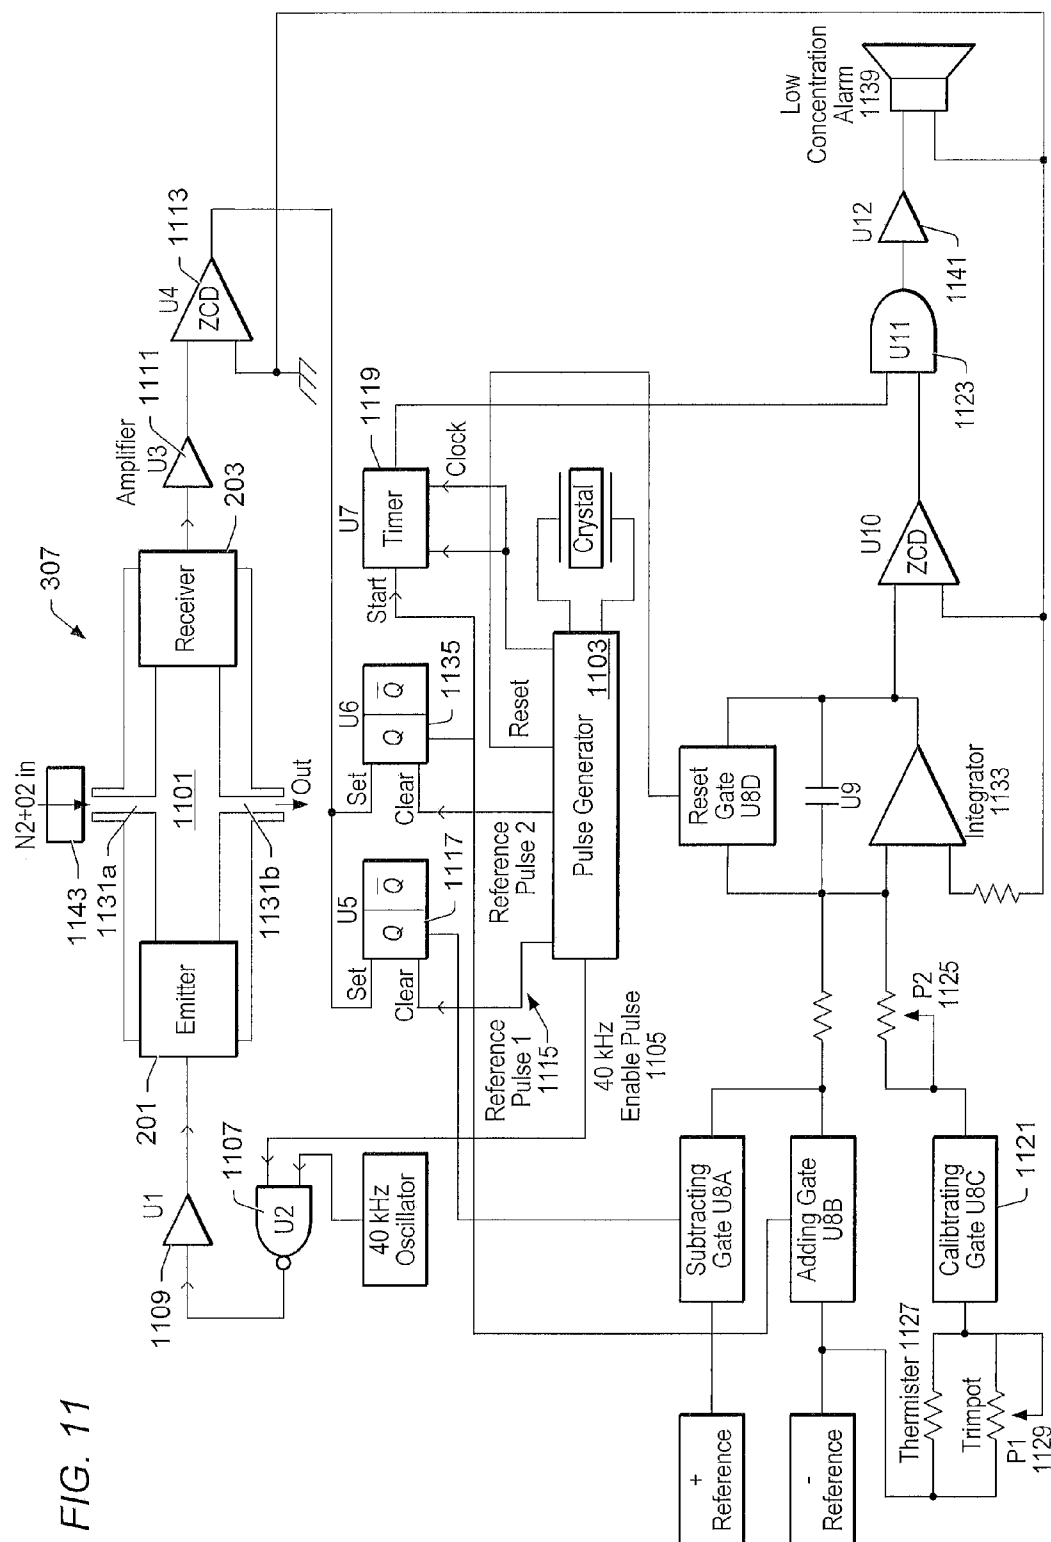 FIG. 11
307
N2+02 in
1143
1131a
1101
1131b
Out
Emitter
201
Receiver
203
Amplifier
U3
1111
U4
ZCD
1113
U1
1109
U2
1107
40 kHz
Oscillator
40 kHz
Enable Pulse
1105
Set
Clear
U5
Q
Q
1117
Reference
Pulse 1
1115
Set
Clear
U6
Q
Q
1135
Reference
Pulse 2
Reset
Pulse Generator
1103
Crystal
U7
Timer
1119
Start
Clock
+
Reference
-
Reference
Subtracting
Gate U8A
Adding Gate
U8B
Calibtrating
Gate U8C
1121
Thermister 1127
Trimpot
P1
1129
P2
1125
Reset
Gate
U8D
U9
Integrator
1133
U10
ZCD
U11
1123
U12
1141
Low
Concentration
Alarm
1139